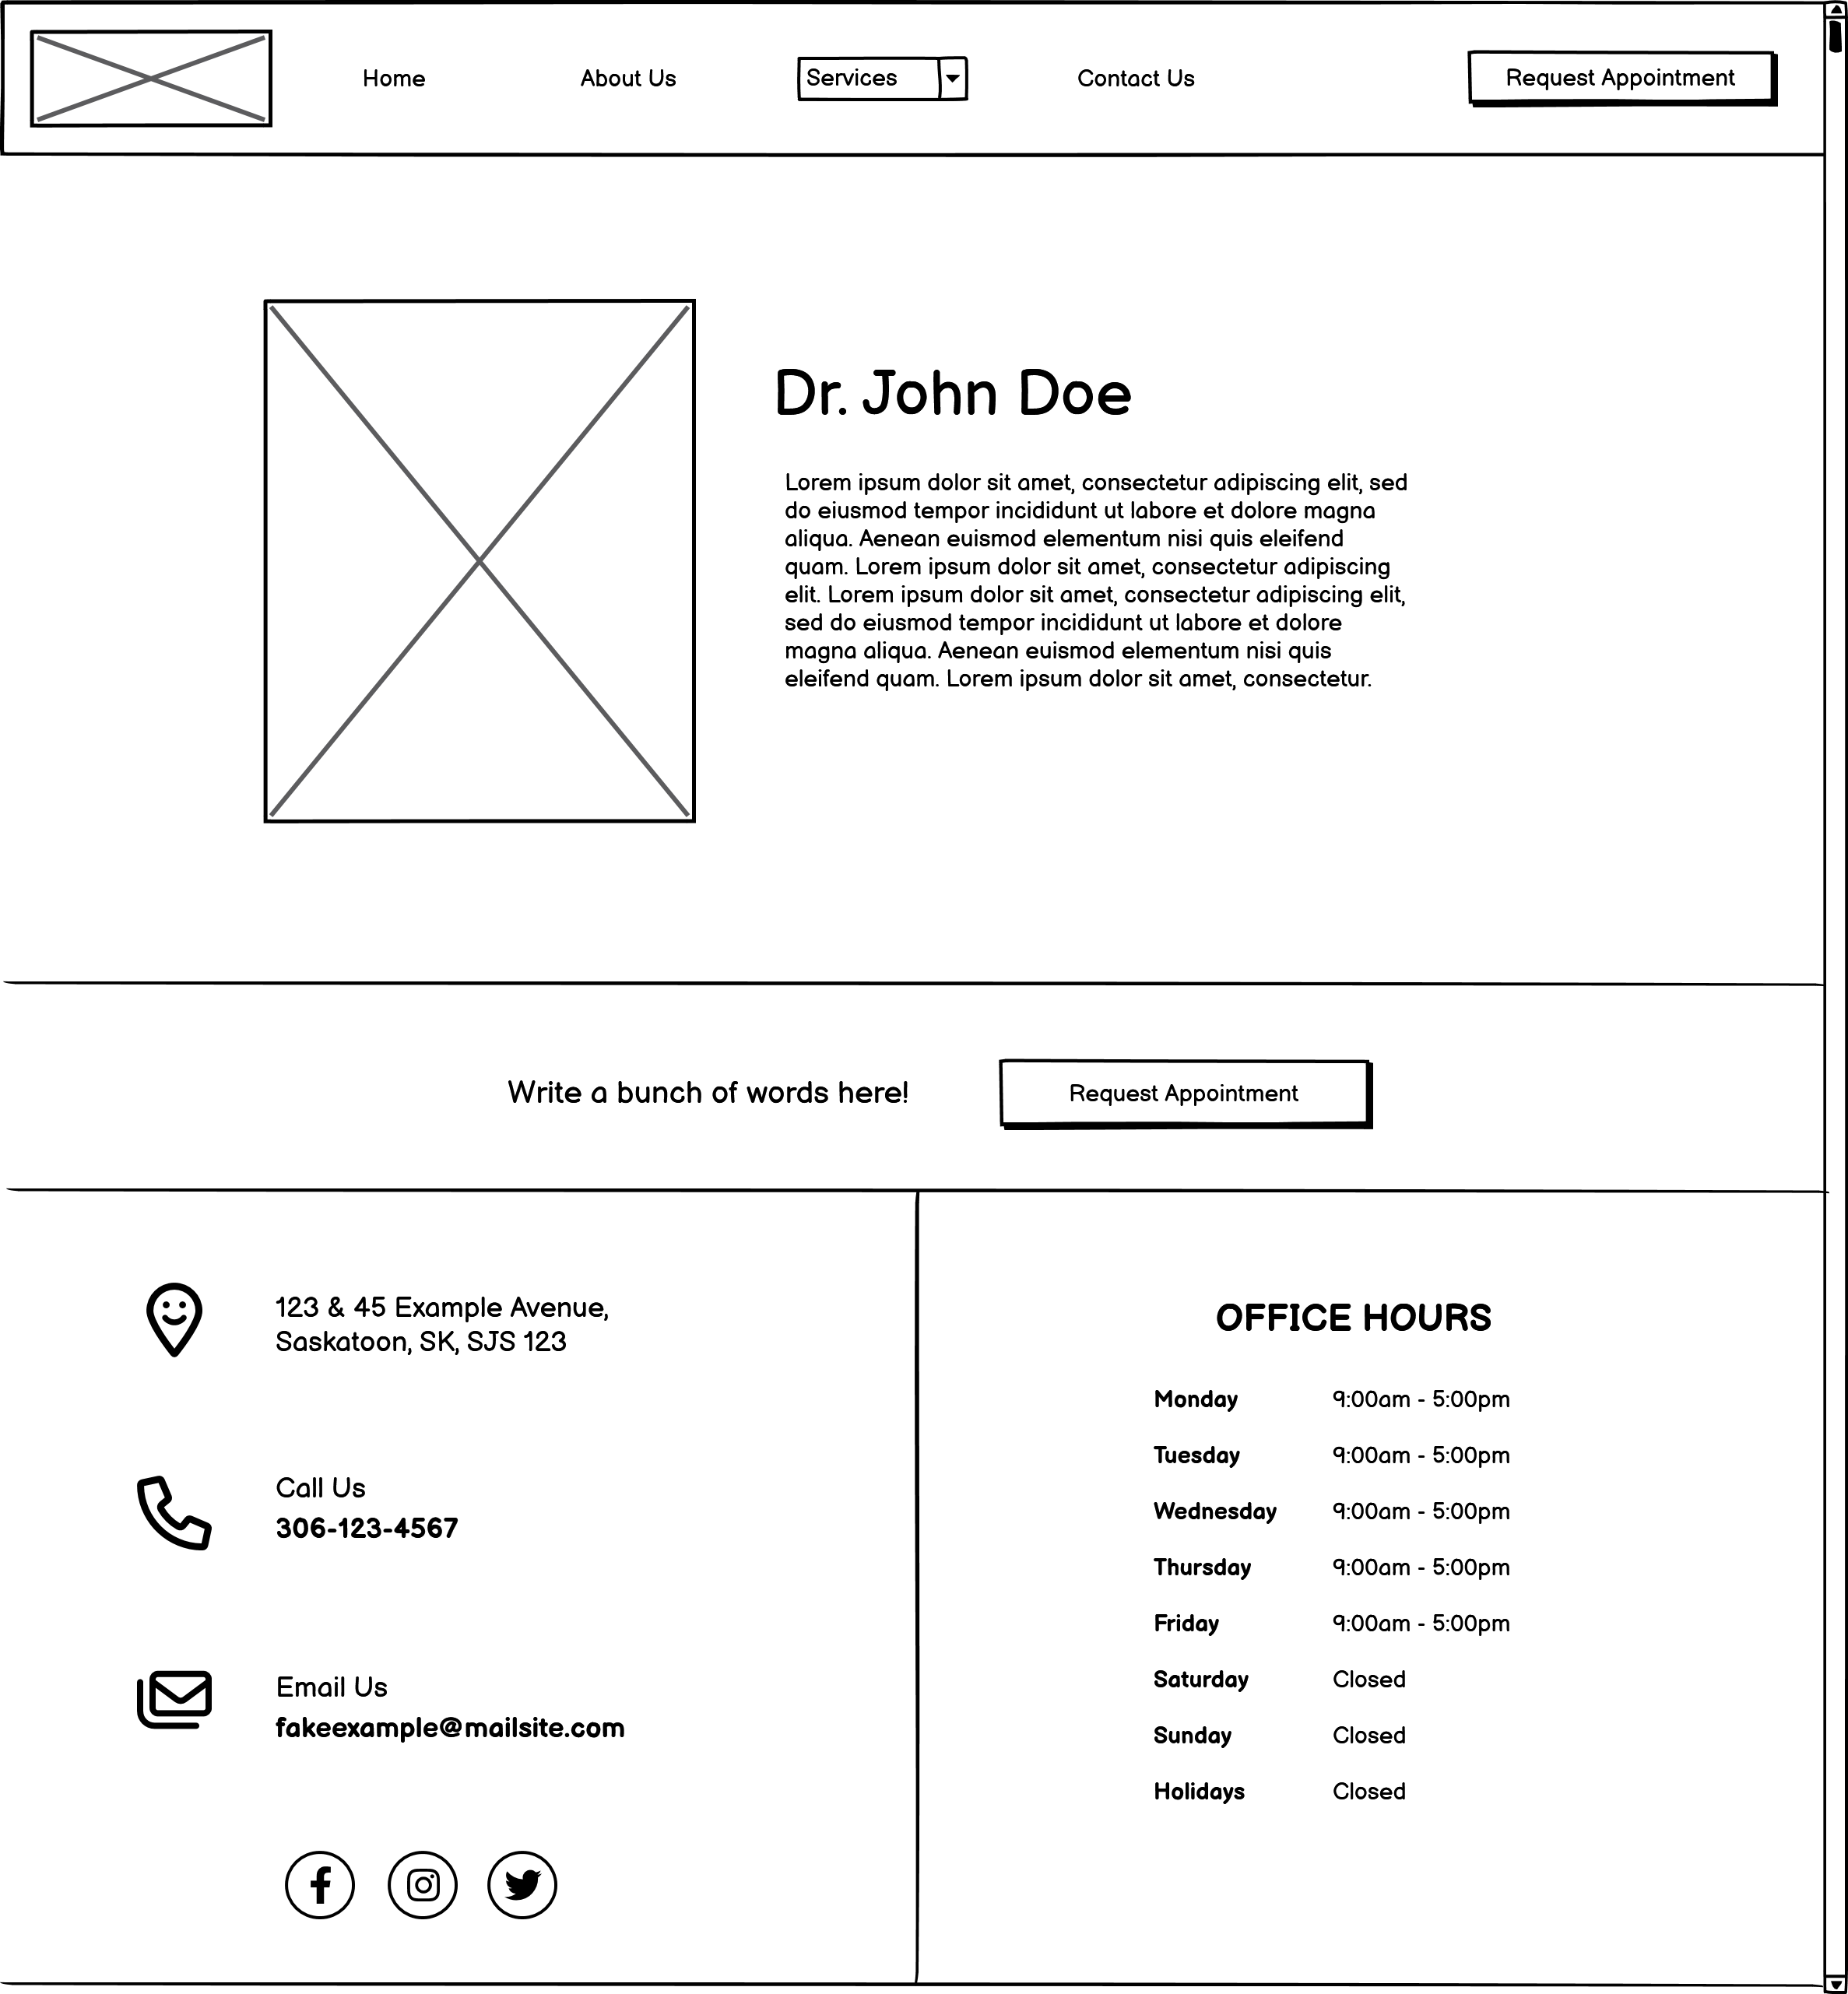 Home
About Us
Services
Contact Us
Request Appointment
Dr. John Doe
Lorem ipsum dolor sit amet, consectetur adipiscing elit, sed
do eiusmod tempor incididunt ut labore et dolore magna
aliqua. Aenean euismod elementum nisi quis eleifend
quam. Lorem ipsum dolor sit amet, consectetur adipiscing
elit. Lorem ipsum dolor sit amet, consectetur adipiscing elit,
sed do eiusmod tempor incididunt ut labore et dolore
magna aliqua. Aenean euismod elementum nisi quis
eleifend quam. Lorem ipsum dolor sit amet, consectetur.
Write a bunch of words here!
Request Appointment
123 & 45 Example Avenue,
Saskatoon, SK, SJS 123
Call Us
306-123-4567
Email Us
fakeexample@mailsite.com
OFFICE HOURS
Monday 9:00am - 5:00pm
Tuesday 9:00am - 5:00pm
Wednesday 9:00am - 5:00pm
Thursday 9:00am - 5:00pm
Friday 9:00am - 5:00pm
Saturday Closed
Sunday Closed
Holidays Closed